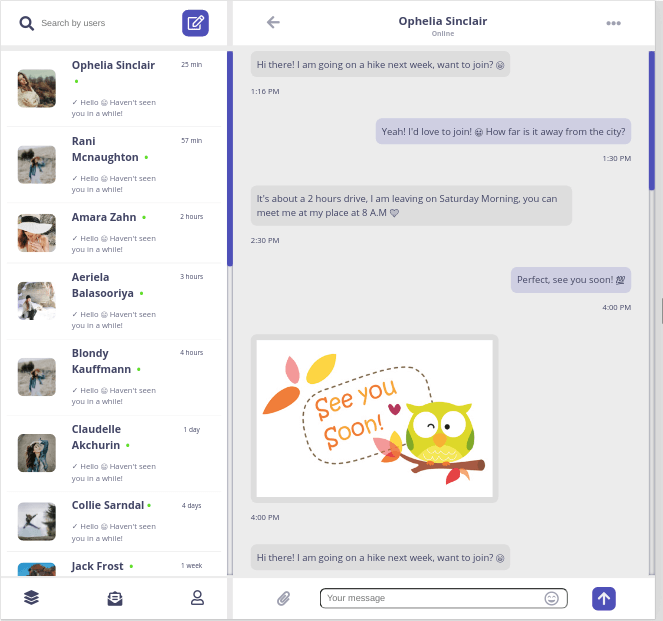 Search by users
Ophelia Sinclair
25 min
✓ Hello 😀 Haven't seen
you in a while!
Rani
Mcnaughton
57 min
✓ Hello 😀 Haven't seen
you in a while!
Amara Zahn
2 hours
✓ Hello 😀 Haven't seen
you in a while!
Aeriela
Balasooriya
3 hours
✓ Hello 😀 Haven't seen
you in a while!
Blondy
Kauffmann
4 hours
✓ Hello 😀 Haven't seen
you in a while!
Claudelle
Akchurin
1 day
✓ Hello 😀 Haven't seen
you in a while!
Collie Sarndal
4 days
✓ Hello 😀 Haven't seen
you in a while!
Jack Frost
1 week
Ophelia Sinclair
Online
Hi there! I am going on a hike next week, want to join? 😀
1:16 PM
Yeah! I'd love to join! 😀 How far is it away from the city?
1:30 PM
It's about a 2 hours drive, I am leaving on Saturday Morning, you can
meet me at my place at 8 A.M 🤍
2:30 PM
Perfect, see you soon! 💯
4:00 PM
See you
Soon!
4:00 PM
Hi there! I am going on a hike next week, want to join? 😀
Your message